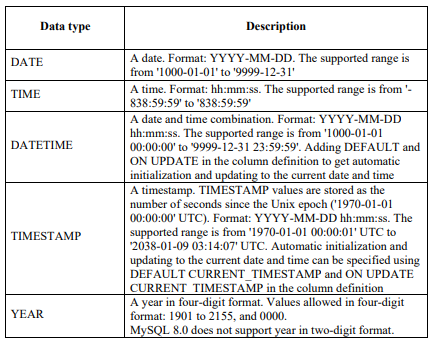 Data type Description
DATE
A date. Format: YYYY-MM-DD. The supported range is
from '1000-01-01' to '9999-12-31'
TIME
A time. Format: hh:mm:ss. The supported range is from '-
838:59:59' to '838:59:59'
DATETIME
A date and time combination. Format: YYYY-MM-DD
hh:mm:ss. The supported range is from '1000-01-01
00:00:00' to '9999-12-31 23:59:59'. Adding DEFAULT and
ON UPDATE in the column definition to get automatic
initialization and updating to the current date and time
TIMESTAMP
A timestamp. TIMESTAMP values are stored as the
number of seconds since the Unix epoch ('1970-01-01
00:00:00' UTC). Format: YYYY-MM-DD hh:mm:ss. The
supported range is from '1970-01-01 00:00:01' UTC to
'2038-01-09 03:14:07' UTC. Automatic initialization and
updating to the current date and time can be specified using
DEFAULT CURRENT_TIMESTAMP and ON UPDATE
CURRENT_TIMESTAMP in the column definition
YEAR
A year in four-digit format. Values allowed in four-digit
format: 1901 to 2155, and 0000.
MySQL 8.0 does not support year in two-digit format.